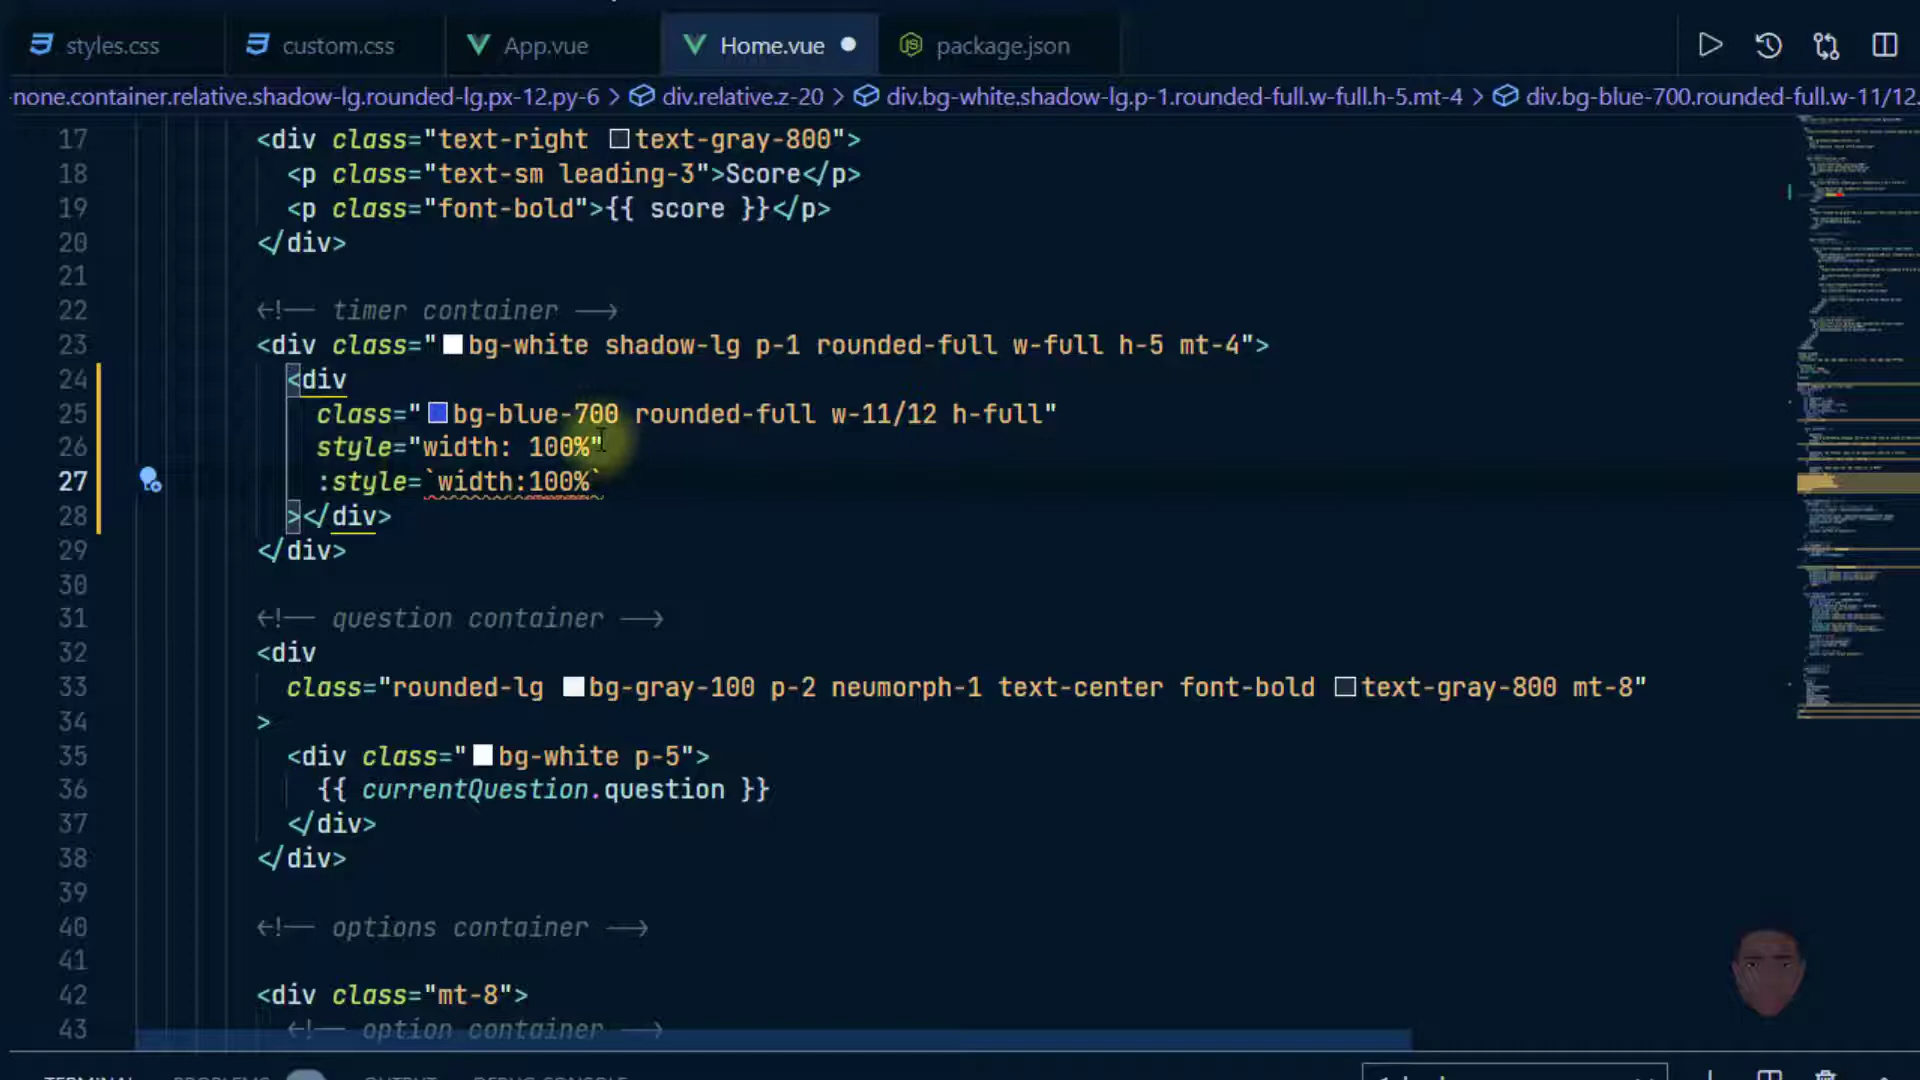 styles.css custom.css App.vue Home.vue package.json
-none.container.relative.shadow-lg.rounded-lg.px-12.py-6 > div.relative.z-20 > div.bg-white.shadow-lg.p-1.rounded-full.w-full.h-5.mt-4 > div.bg-blue-700.rounded-full.w-11/12.
17 <div class="text-right text-gray-800">
18 <p class="text-sm leading-3">Score</p>
19 <p class="font-bold">{{ score }}</p>
20 </div>
21
22 <!-- timer container -->
23 <div class="bg-white shadow-lg p-1 rounded-full w-full h-5 mt-4">
24 <div
25 class="bg-blue-700 rounded-full w-11/12 h-full"
26 style="width: 100%"
27 :style=`width:100%`
28 ></div>
29 </div>
30
31 <!-- question container -->
32 <div
33 class="rounded-lg bg-gray-100 p-2 neumorph-1 text-center font-bold text-gray-800 mt-8"
34 >
35 <div class="bg-white p-5">
36 {{ currentQuestion.question }}
37 </div>
38 </div>
39
40 <!-- options container -->
41
42 <div class="mt-8">
43 <!-- option container -->
TERMINAL PROBLEMS OUTPUT DEBUG CONSOLE